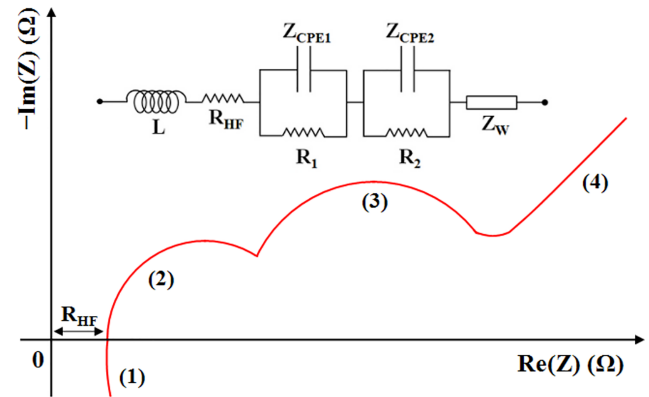 −Im(Z) (Ω)
Z_CPE1
Z_CPE2
L
R_HF
R_1
R_2
Z_W
(1)
(2)
(3)
(4)
R_HF
0
Re(Z) (Ω)